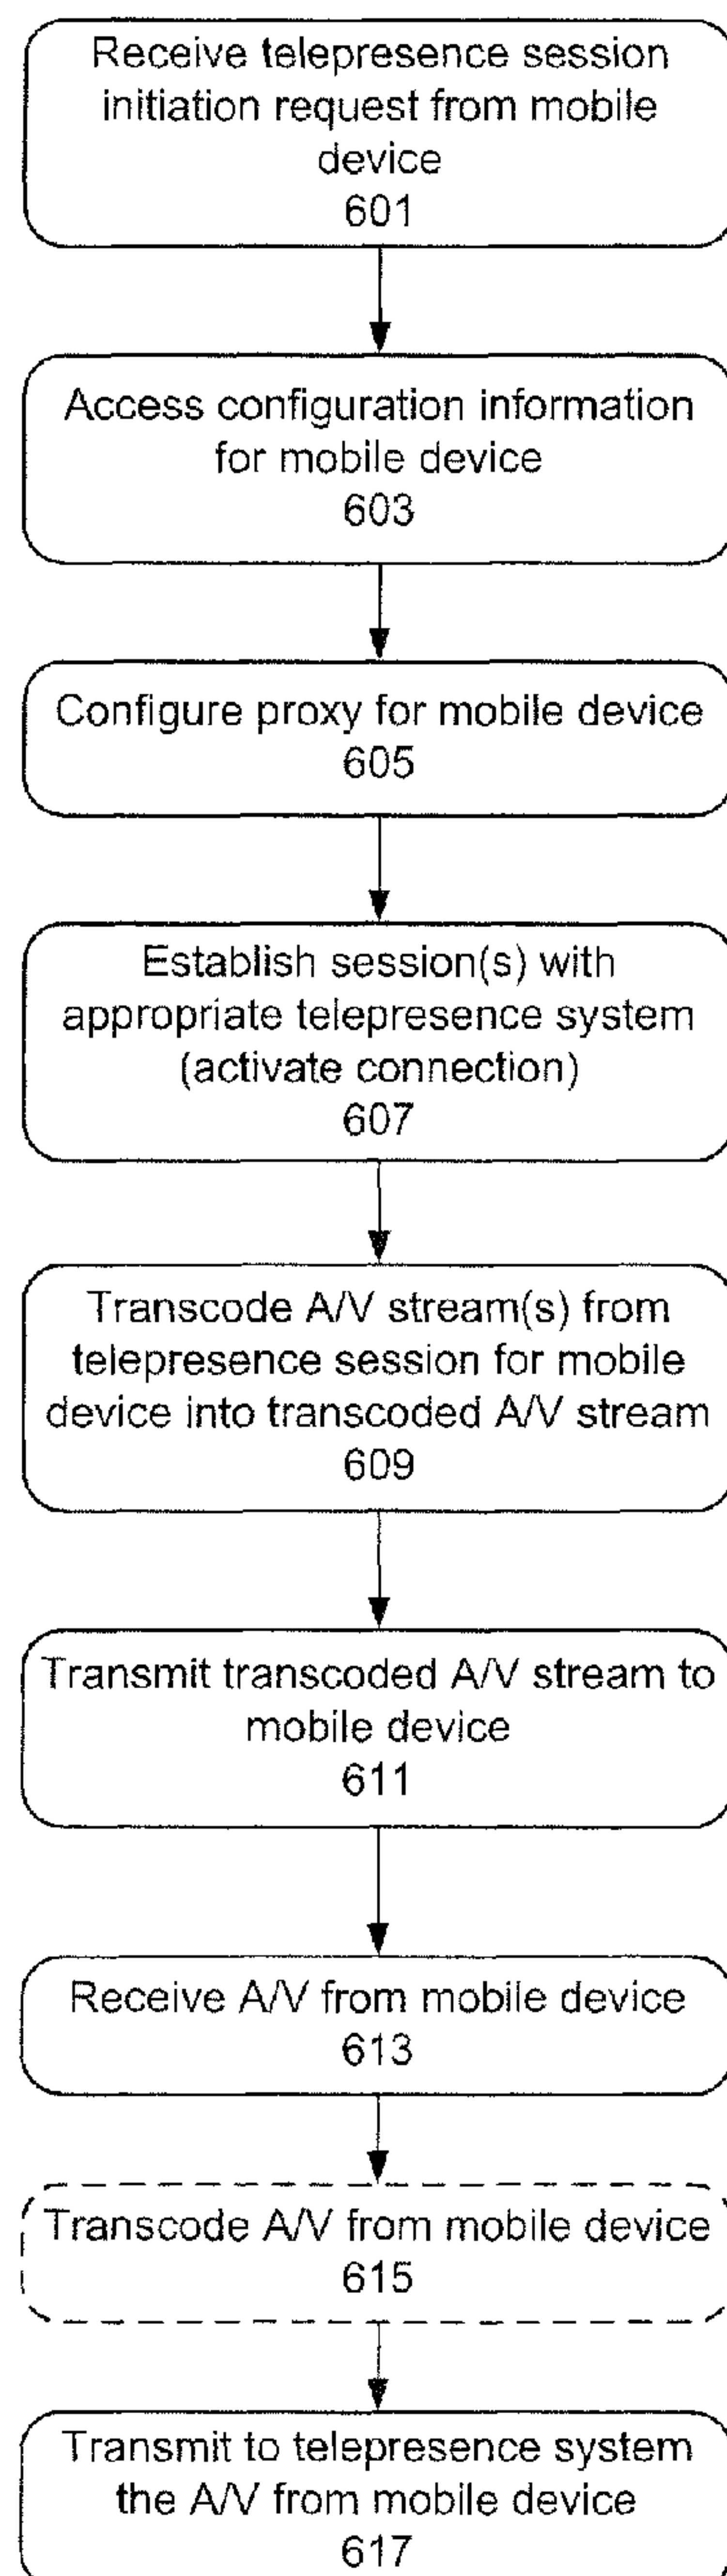 Receive telepresence session
initiation request from mobile
device
601
Access configuration information
for mobile device
603
Configure proxy for mobile device
605
Establish session(s) with
appropriate telepresence system
(activate connection)
607
Transcode A/V stream(s) from
telepresence session for mobile
device into transcoded A/V stream
609
Transmit transcoded A/V stream to
mobile device
611
Receive A/V from mobile device
613
Transcode A/V from mobile device
615
Transmit to telepresence system
the A/V from mobile device
617